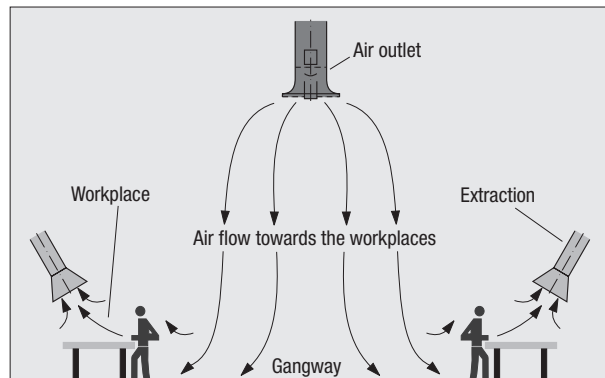 Air outlet
Workplace
Extraction
Air flow towards the workplaces
Gangway